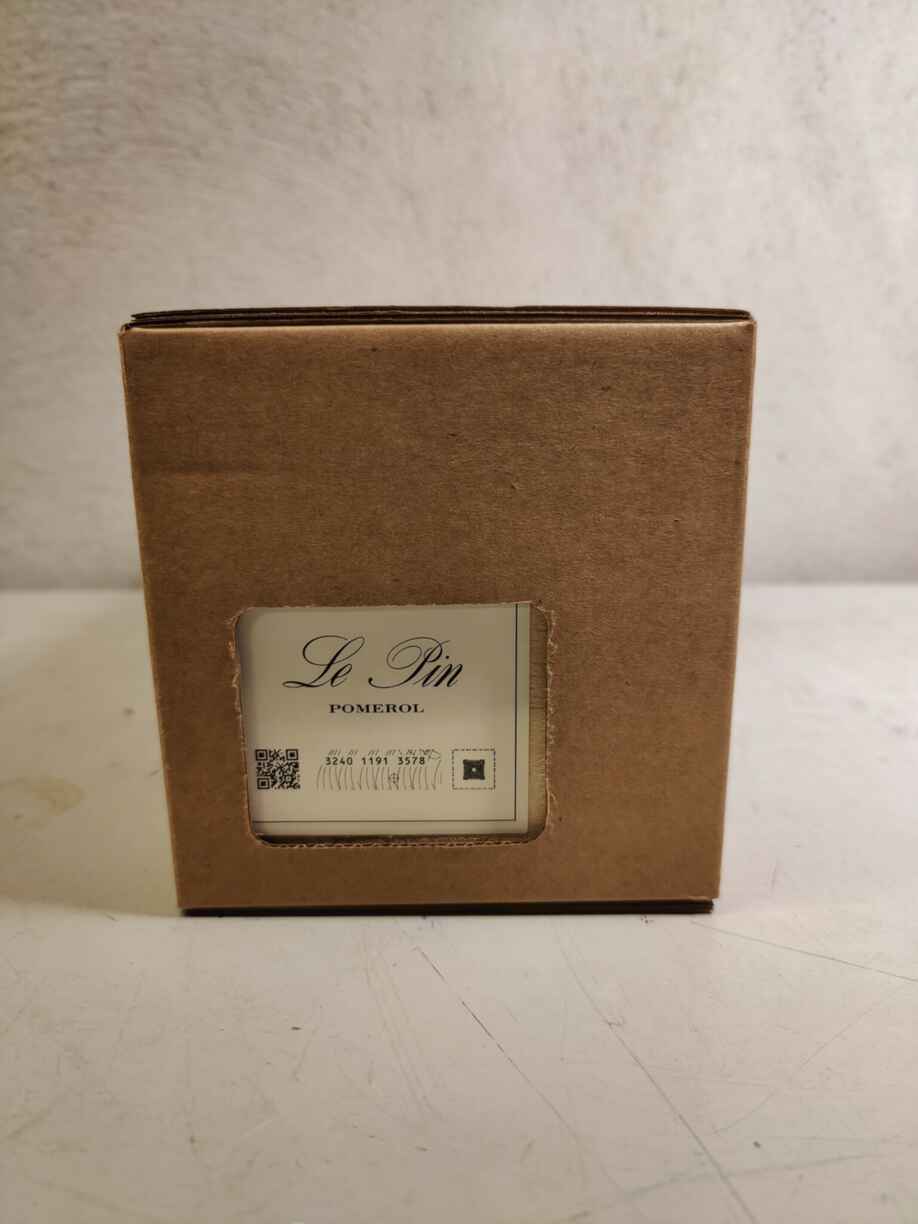 Le Pin
POMEROL
3240 1191 3578